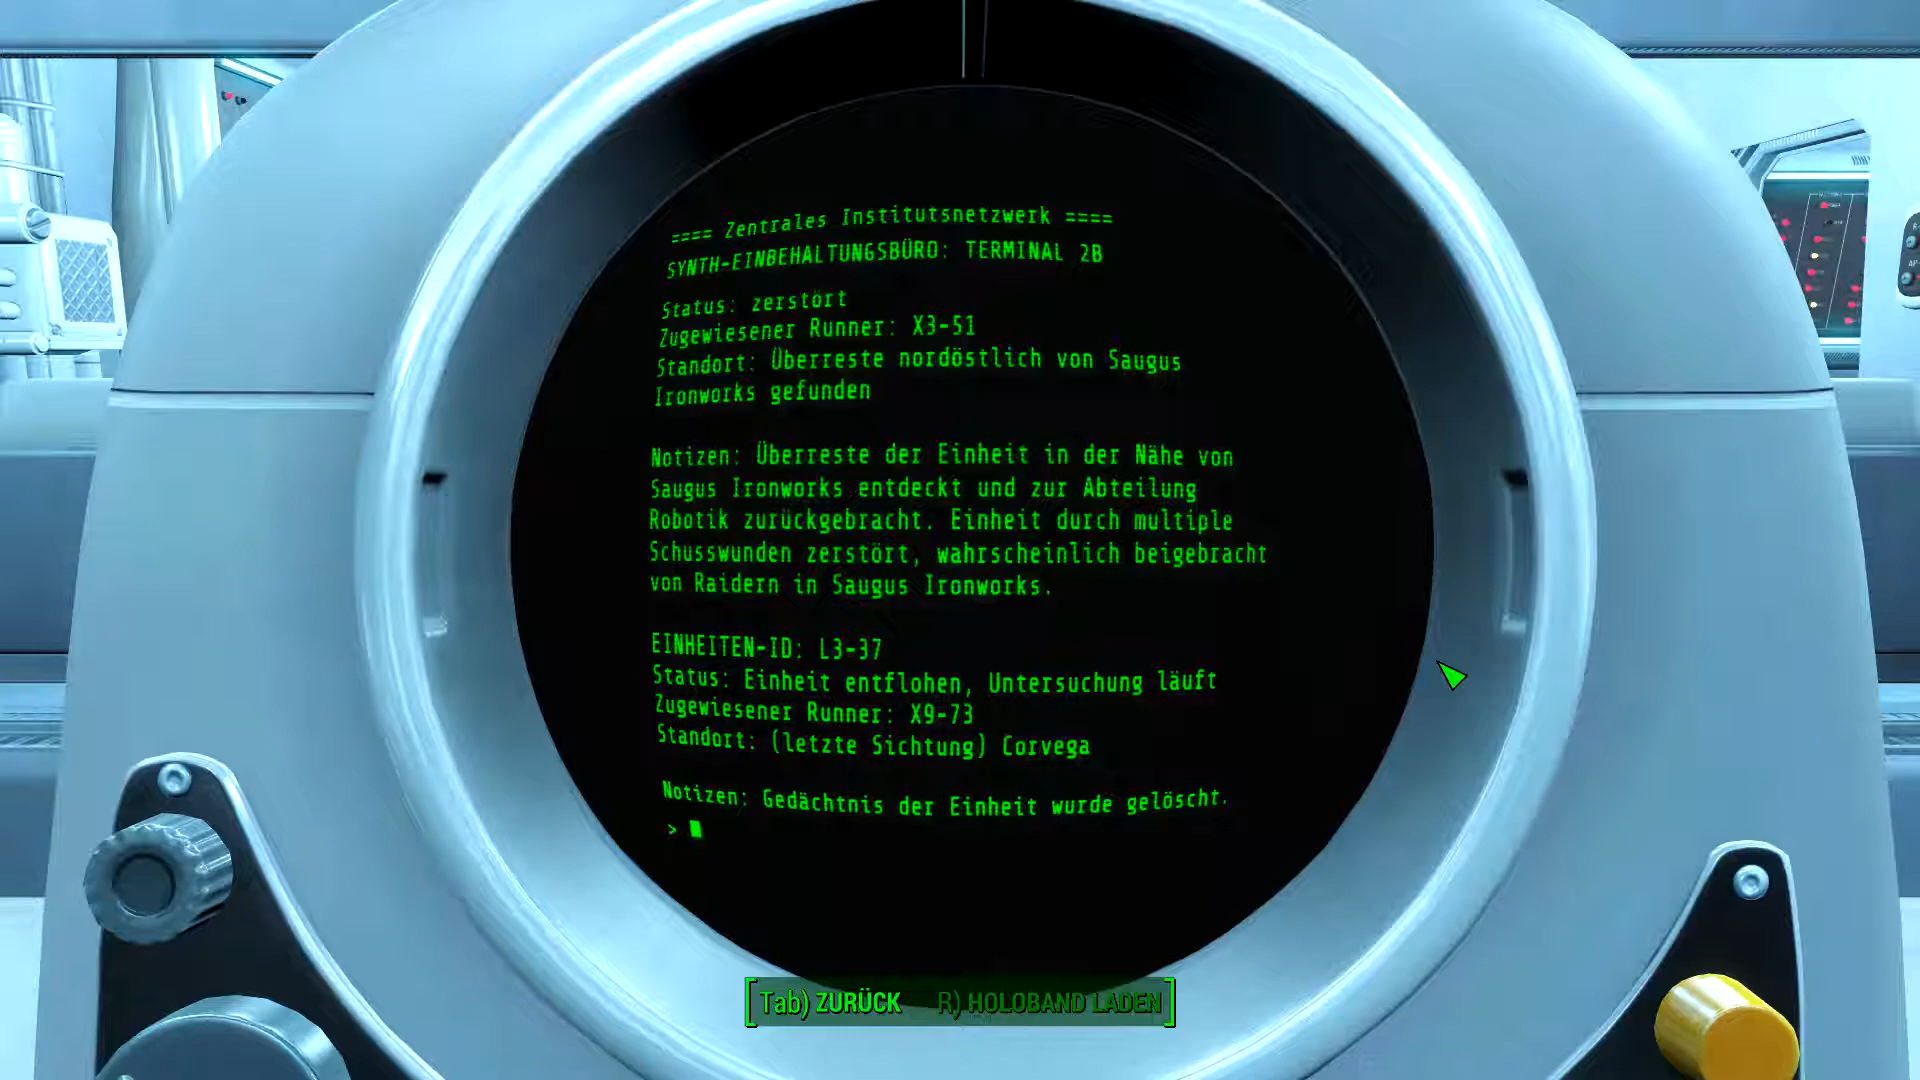 ==== Zentrales Institutsnetzwerk ====
SYNTH-EINBEHALTUNGSBÜRO: TERMINAL 2B
Status: zerstört
Zugewiesener Runner: X3-51
Standort: Überreste nordöstlich von Saugus
Ironworks gefunden
Notizen: Überreste der Einheit in der Nähe von
Saugus Ironworks entdeckt und zur Abteilung
Robotik zurückgebracht. Einheit durch multiple
Schusswunden zerstört, wahrscheinlich beigebracht
von Raidern in Saugus Ironworks.
EINHEITEN-ID: L3-37
Status: Einheit entflohen, Untersuchung läuft
Zugewiesener Runner: X9-73
Standort: (letzte Sichtung) Corvega
Notizen: Gedächtnis der Einheit wurde gelöscht.
>
Tab) ZURÜCK R) HOLOBAND LADEN